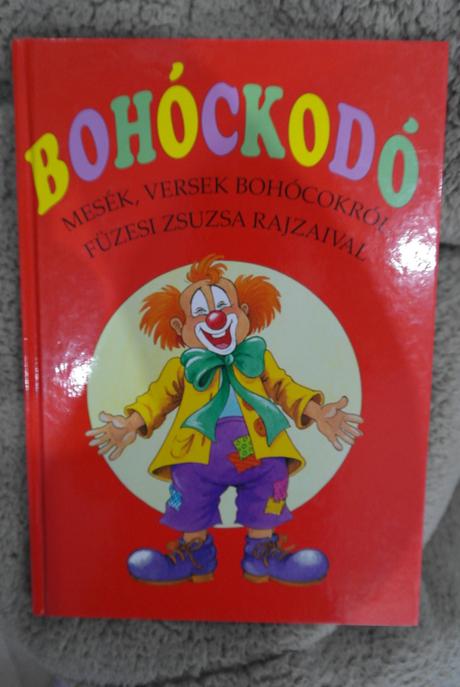 BOHÓCKODÓ
MESÉK, VERSEK BOHÓCOKRÓL
FÜZESI ZSUZSA RAJZAIVAL